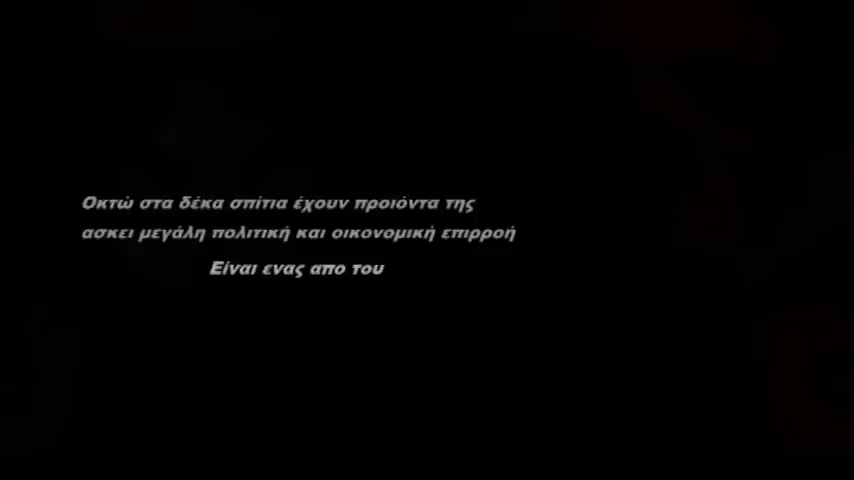 Οκτώ στα δέκα σπίτια έχουν προιόντα της
ασκει μεγάλη πολιτική και οικονομική επιρροή
Είναι ενας απο του